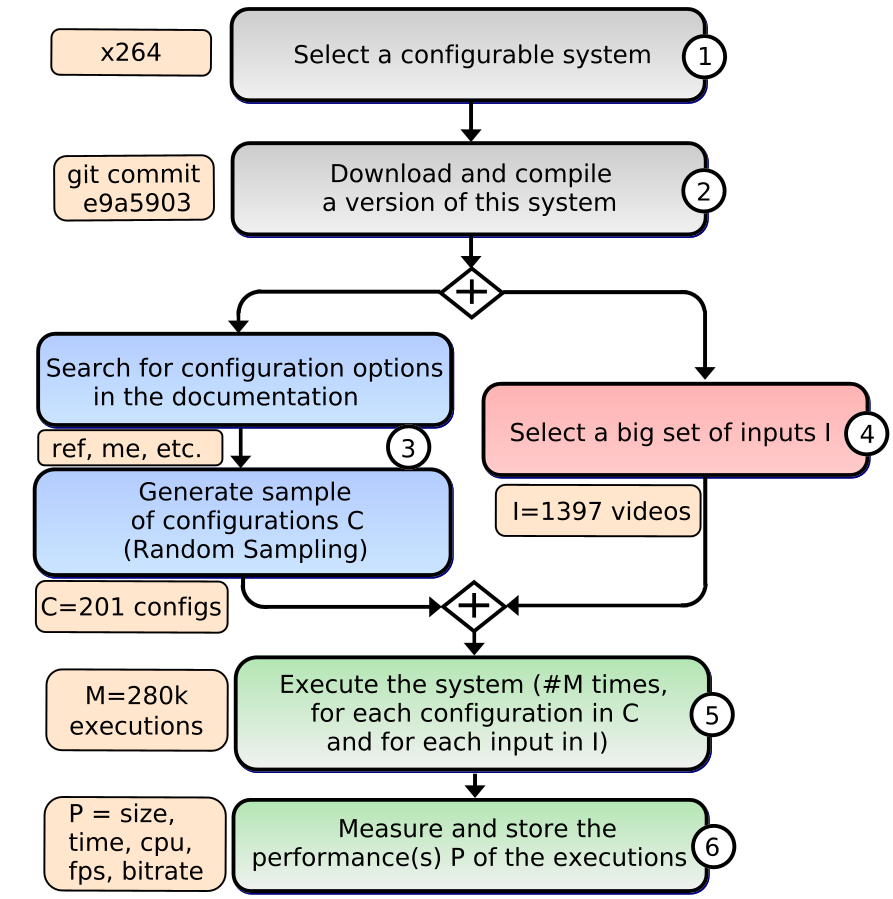 x264
Select a configurable system
1
git commit
e9a5903
Download and compile
a version of this system
2
Search for configuration options
in the documentation
ref, me, etc.
3
Generate sample
of configurations C
(Random Sampling)
C=201 configs
Select a big set of inputs I
4
I=1397 videos
M=280k
executions
Execute the system (#M times,
for each configuration in C
and for each input in I)
5
P = size,
time, cpu,
fps, bitrate
Measure and store the
performance(s) P of the executions
6